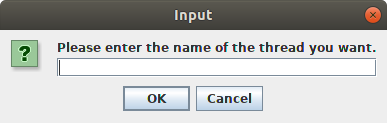 Input
Please enter the name of the thread you want.
OK
Cancel